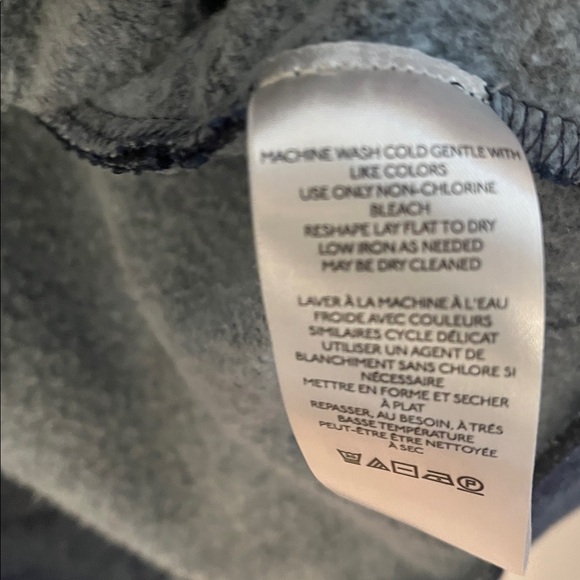 MACHINE WASH COLD GENTLE WITH
LIKE COLORS
USE ONLY NON-CHLORINE
BLEACH
RESHAPE LAY FLAT TO DRY
LOW IRON AS NEEDED
MAY BE DRY CLEANED
LAVER À LA MACHINE À L'EAU
FROIDE AVEC COULEURS
SIMILAIRES CYCLE DÉLICAT
UTILISER UN AGENT DE
BLANCHIMENT SANS CHLORE SI
NÉCESSAIRE
METTRE EN FORME ET SECHER
À PLAT
REPASSER, AU BESOIN, À TRÉS
BASSE TEMPÉRATURE
PEUT-ÊTRE ÊTRE NETTOYÉE
À SEC
P